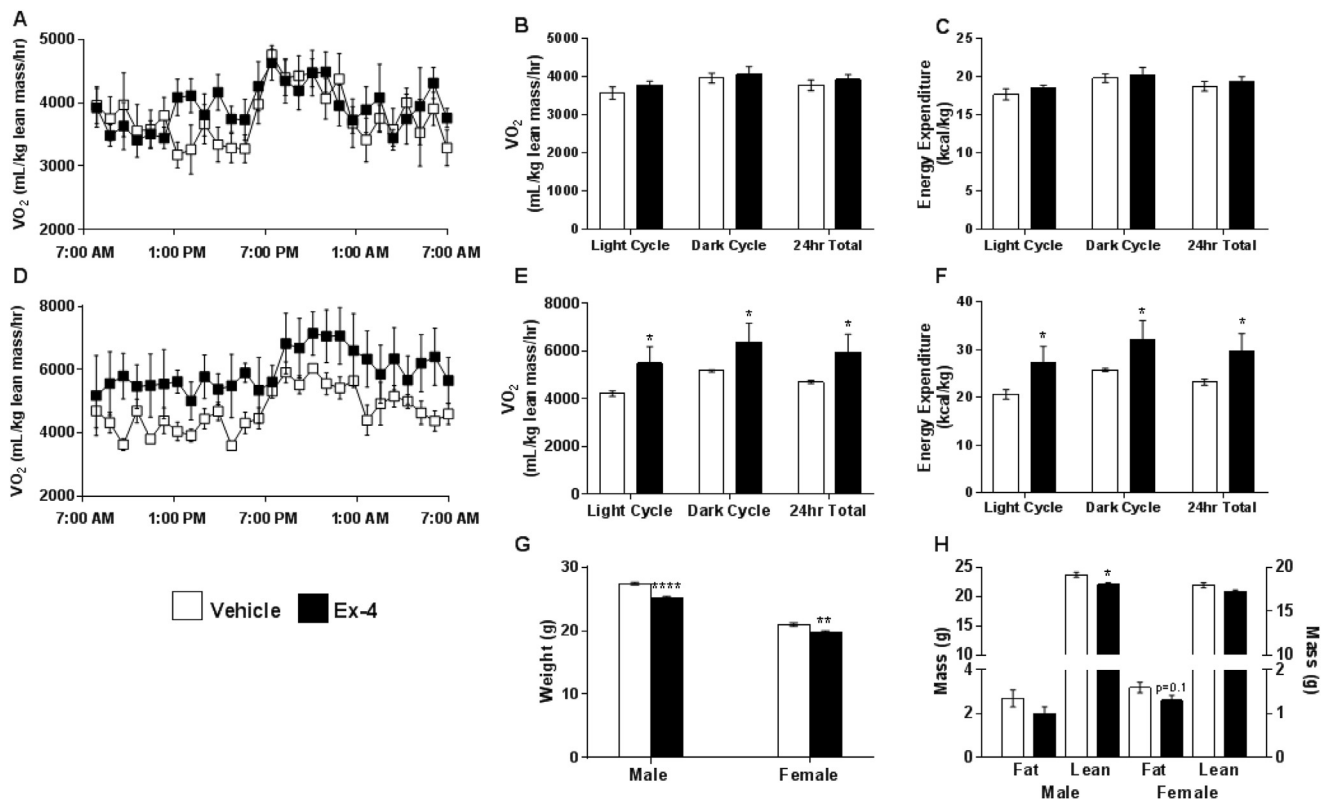 A
VO2 (mL/kg lean mass/hr)
5000
4000
3000
2000
7:00 AM 1:00 PM 7:00 PM 1:00 AM 7:00 AM
B
VO2
(mL/kg lean mass/hr)
5000
4000
3000
2000
1000
0
Light Cycle Dark Cycle 24hr Total
C
Energy Expenditure
(kcal/kg)
25
20
15
10
5
0
Light Cycle Dark Cycle 24hr Total
D
VO2 (mL/kg lean mass/hr)
8000
6000
4000
2000
7:00 AM 1:00 PM 7:00 PM 1:00 AM 7:00 AM
E
VO2
(mL/kg lean mass/hr)
8000
6000
4000
2000
0
* * *
Light Cycle Dark Cycle 24hr Total
F
Energy Expenditure
(kcal/kg)
40
30
20
10
0
* * *
Light Cycle Dark Cycle 24hr Total
Vehicle Ex-4
G
Weight (g)
30
20
10
0
**** **
Male Female
H
Mass (g)
25
20
15
10
4
2
0
*
p=0.1
20
15
10
2
1
0
Mass (g)
Fat Lean Fat Lean
Male Female